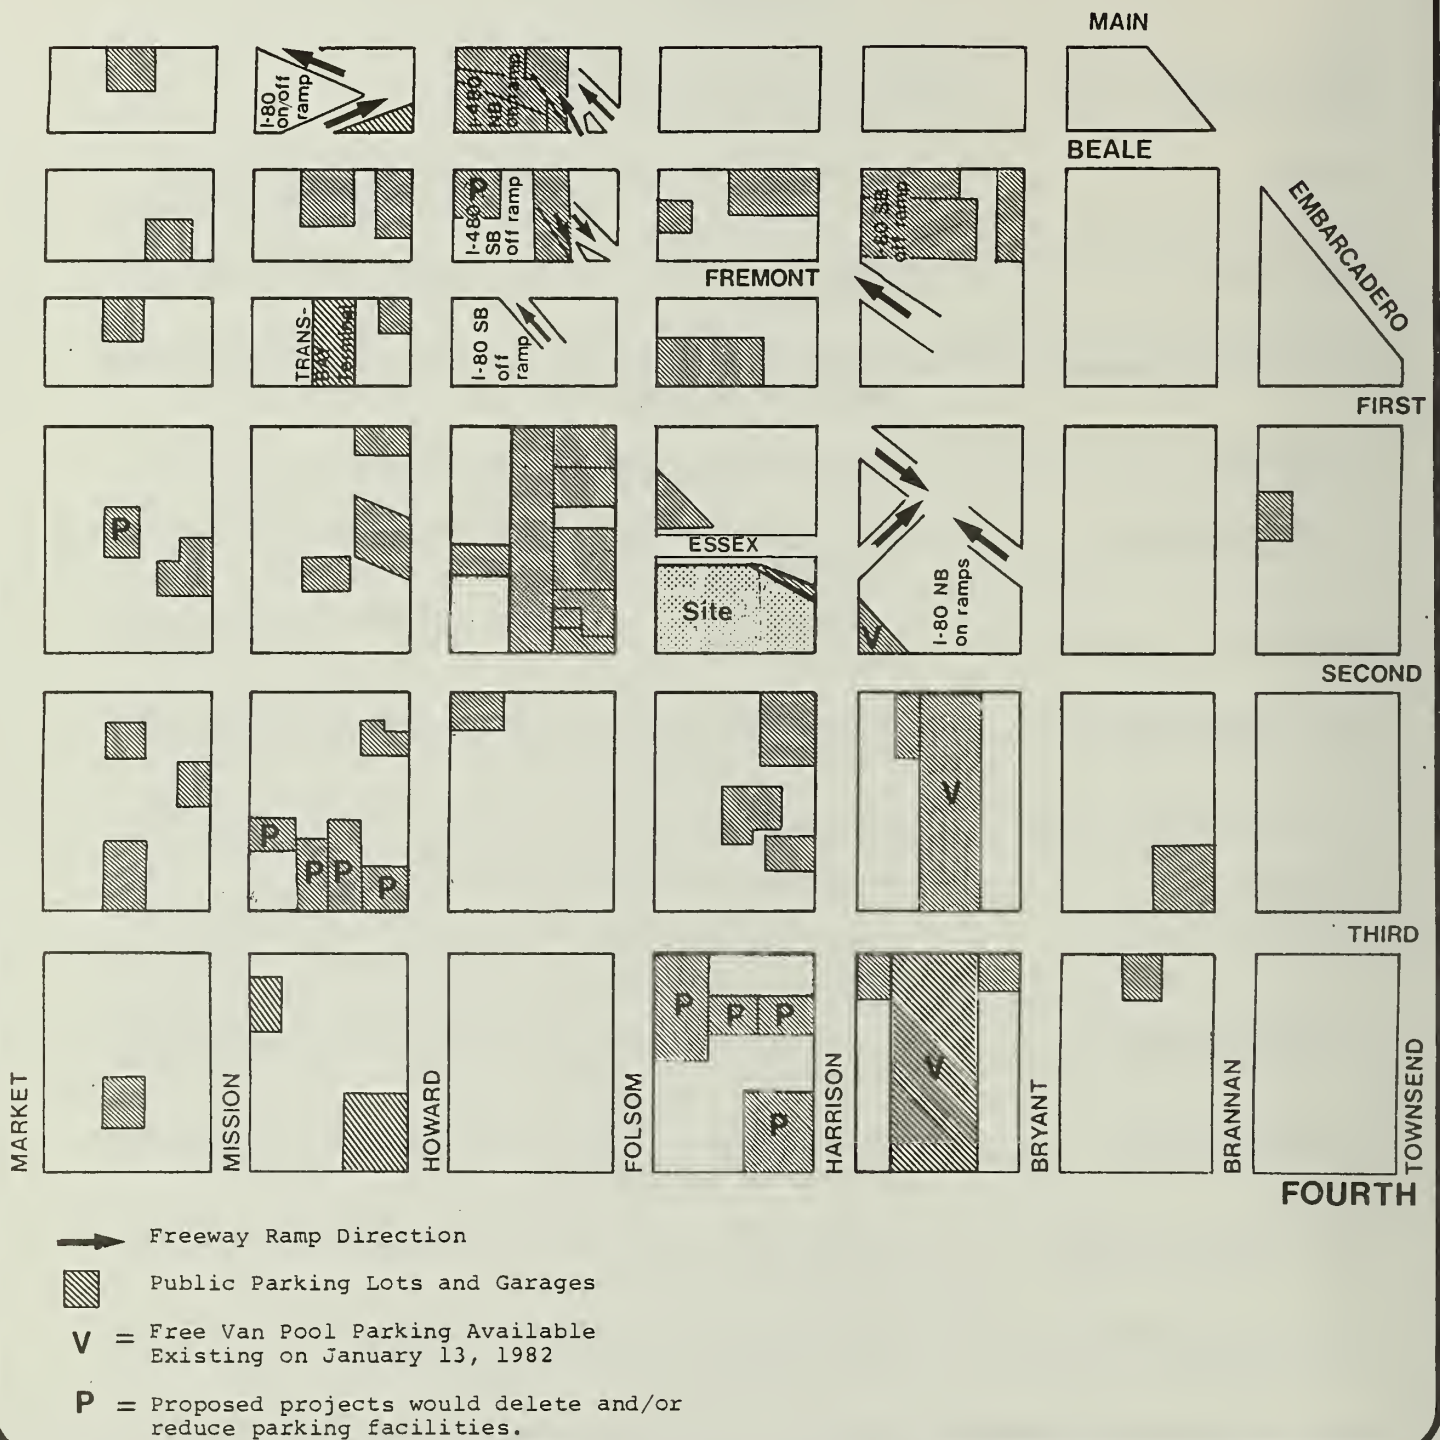 MAIN
I-80
on/off
ramp
I-480
NB
on ramp
BEALE
P
I-480
SB
off ramp
I-80 SB
off ramp
EMBARCADERO
FREMONT
TRANS-
BAY
terminal
I-80 SB
off
ramp
FIRST
P
ESSEX
Site
V
I-80 NB
on ramps
SECOND
V
P
P
P
P
THIRD
P
P
P
V
P
MARKET
MISSION
HOWARD
FOLSOM
HARRISON
BRYANT
BRANNAN
TOWNSEND
FOURTH
Freeway Ramp Direction
Public Parking Lots and Garages
V = Free Van Pool Parking Available
Existing on January 13, 1982
P = Proposed projects would delete and/or
reduce parking facilities.